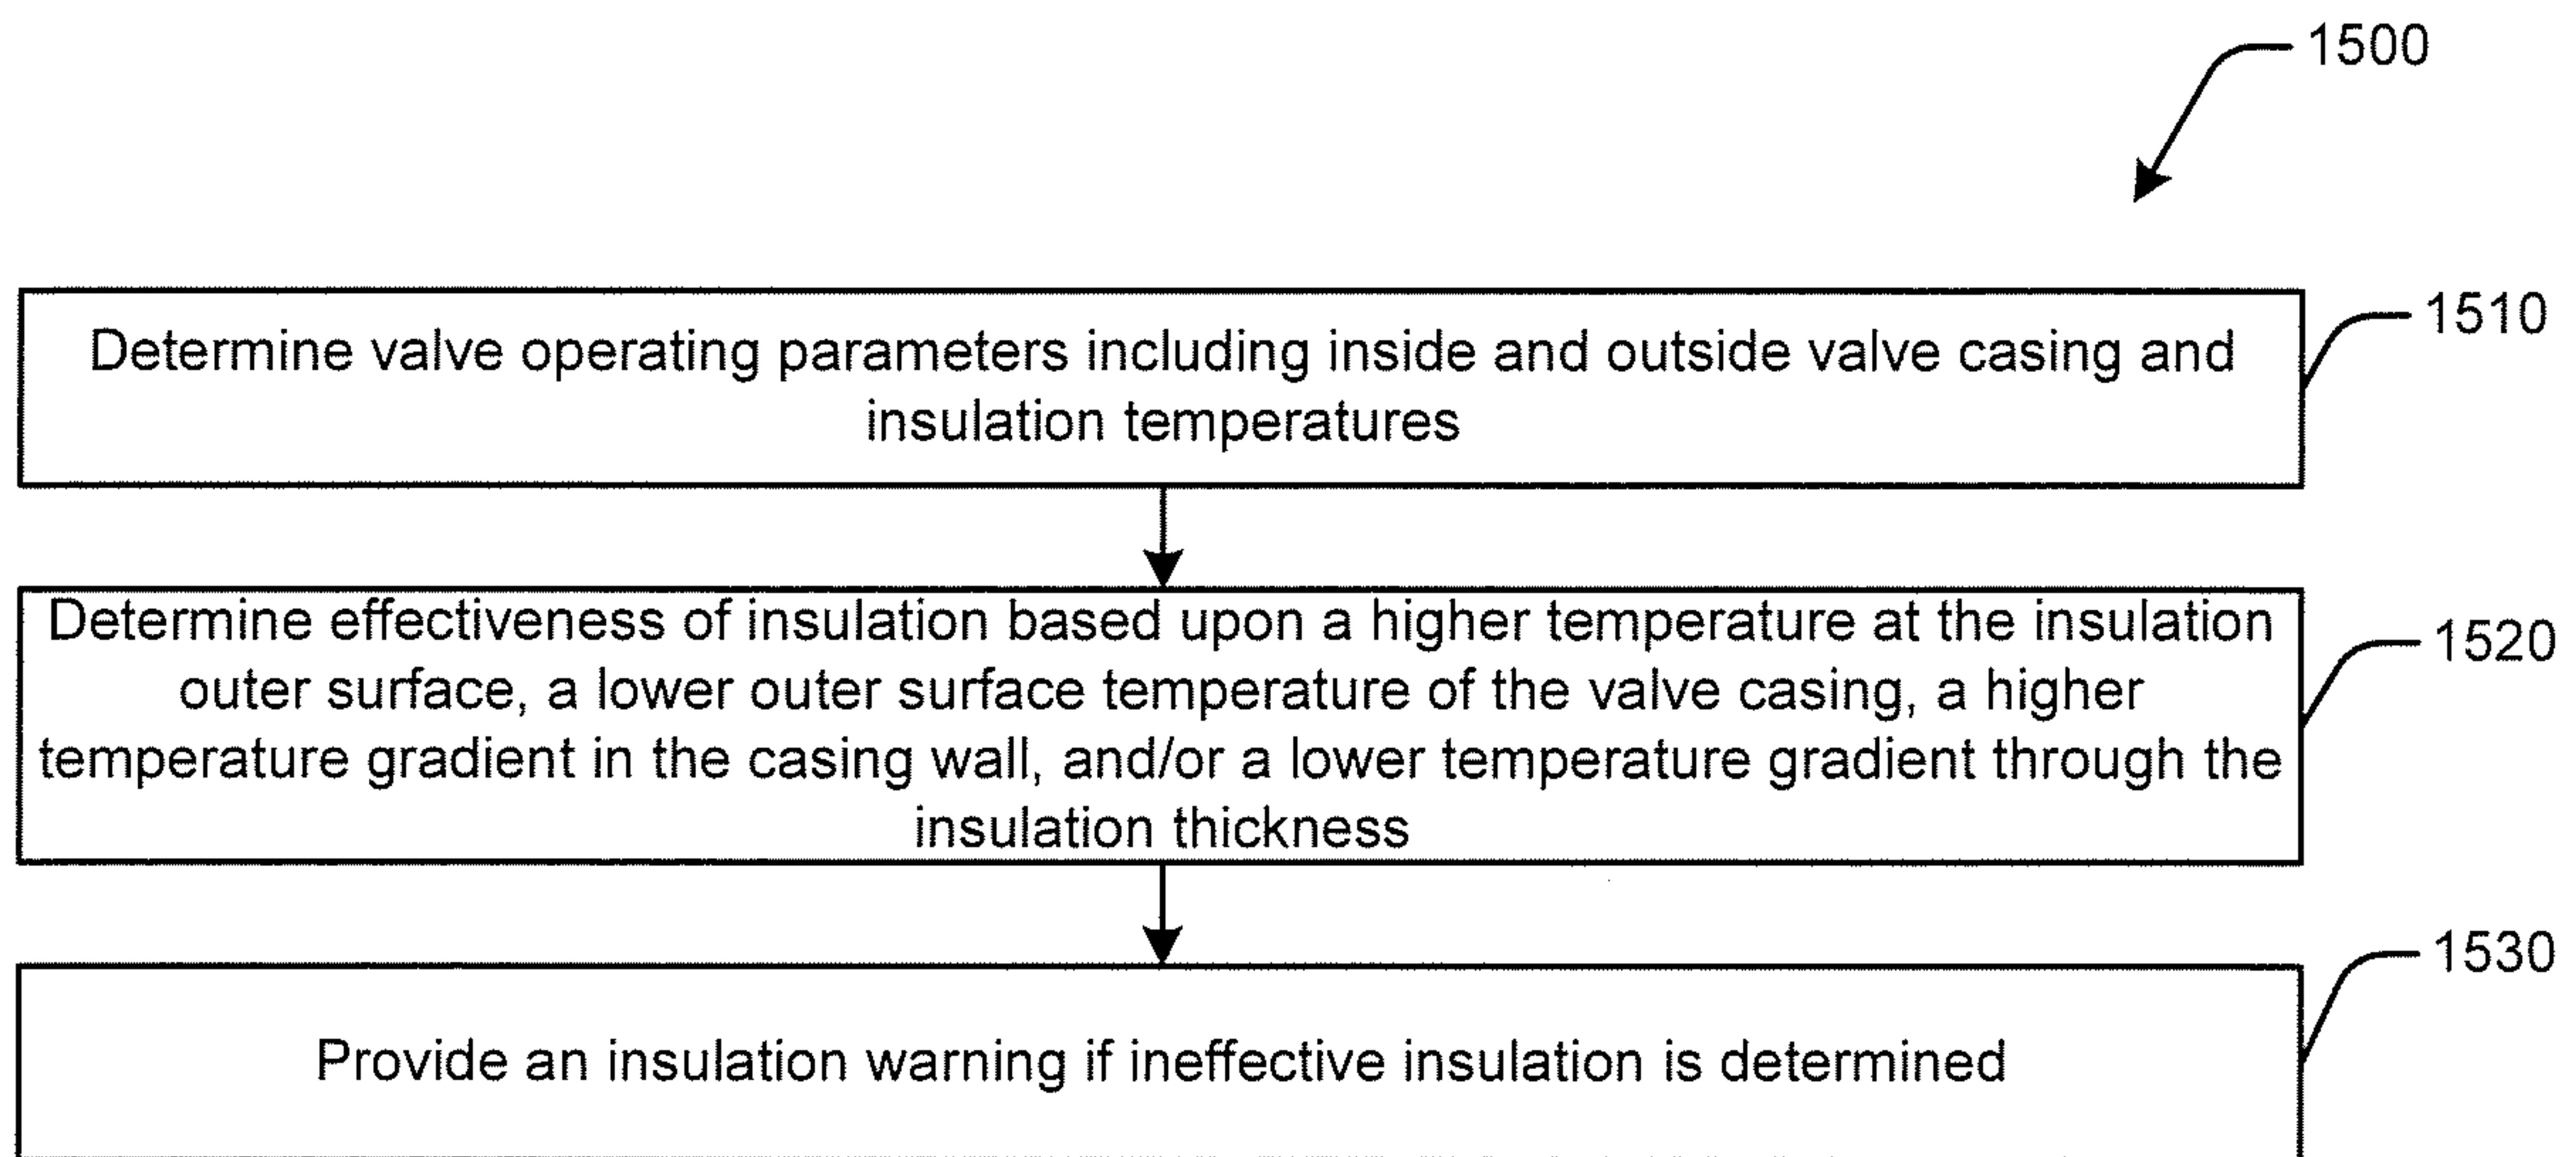 1500
Determine valve operating parameters including inside and outside valve casing and
insulation temperatures
1510
Determine effectiveness of insulation based upon a higher temperature at the insulation
outer surface, a lower outer surface temperature of the valve casing, a higher
temperature gradient in the casing wall, and/or a lower temperature gradient through the
insulation thickness
1520
Provide an insulation warning if ineffective insulation is determined
1530